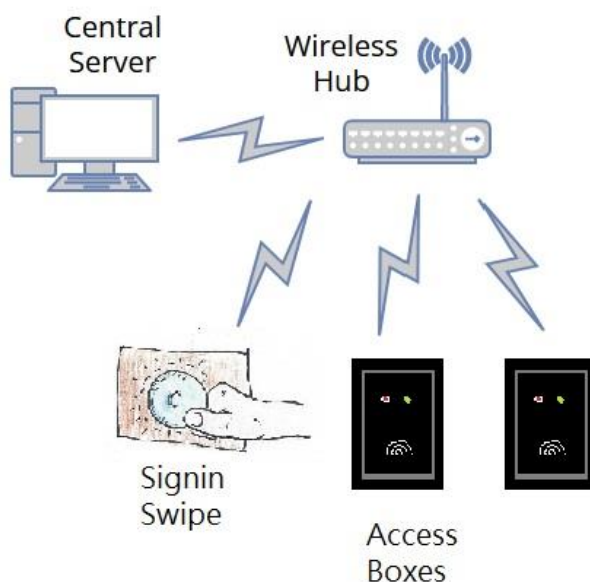 Central
Server
Wireless
Hub
Signin
Swipe
Access
Boxes